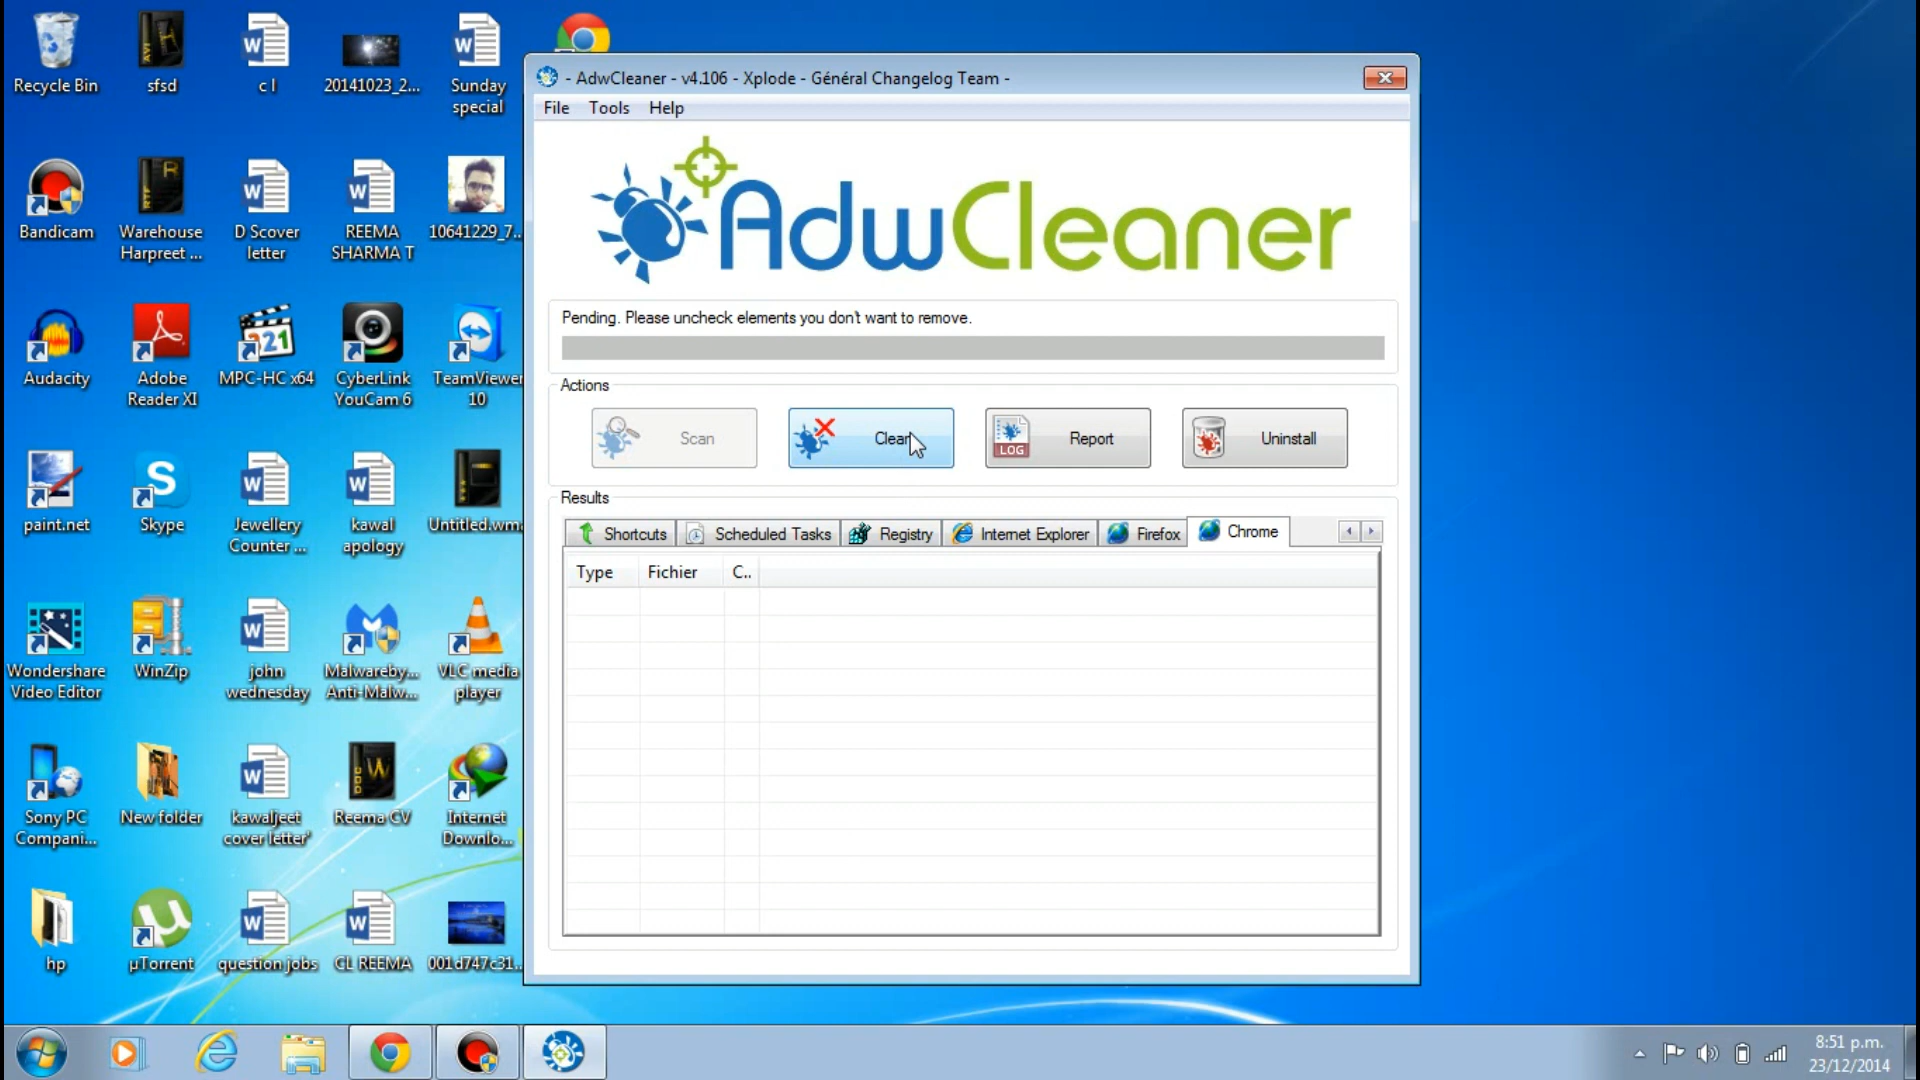 Recycle Bin
sfsd
c l
20141023_2...
Sunday
special
Bandicam
Warehouse
Harpreet ...
D Scover
letter
REEMA
SHARMA T
10641229_7...
Audacity
Adobe
Reader XI
MPC-HC x64
CyberLink
YouCam 6
TeamViewer
10
paint.net
Skype
Jewellery
Counter ...
kawal
apology
Untitled.wm
Wondershare
Video Editor
WinZip
john
wednesday
Malwareby...
Anti-Malw...
VLC media
player
Sony PC
Compani...
New folder
kawaljeet
cover letter'
Reema CV
Internet
Downlo...
hp
µTorrent
question jobs
CL REEMA
001d747c31...
- AdwCleaner - v4.106 - Xplode - Général Changelog Team -
File Tools Help
AdwCleaner
Pending. Please uncheck elements you don't want to remove.
Actions
Scan
Clean
LOG
Report
Uninstall
Results
Shortcuts Scheduled Tasks Registry Internet Explorer Firefox Chrome
Type Fichier C..
8:51 p.m.
23/12/2014